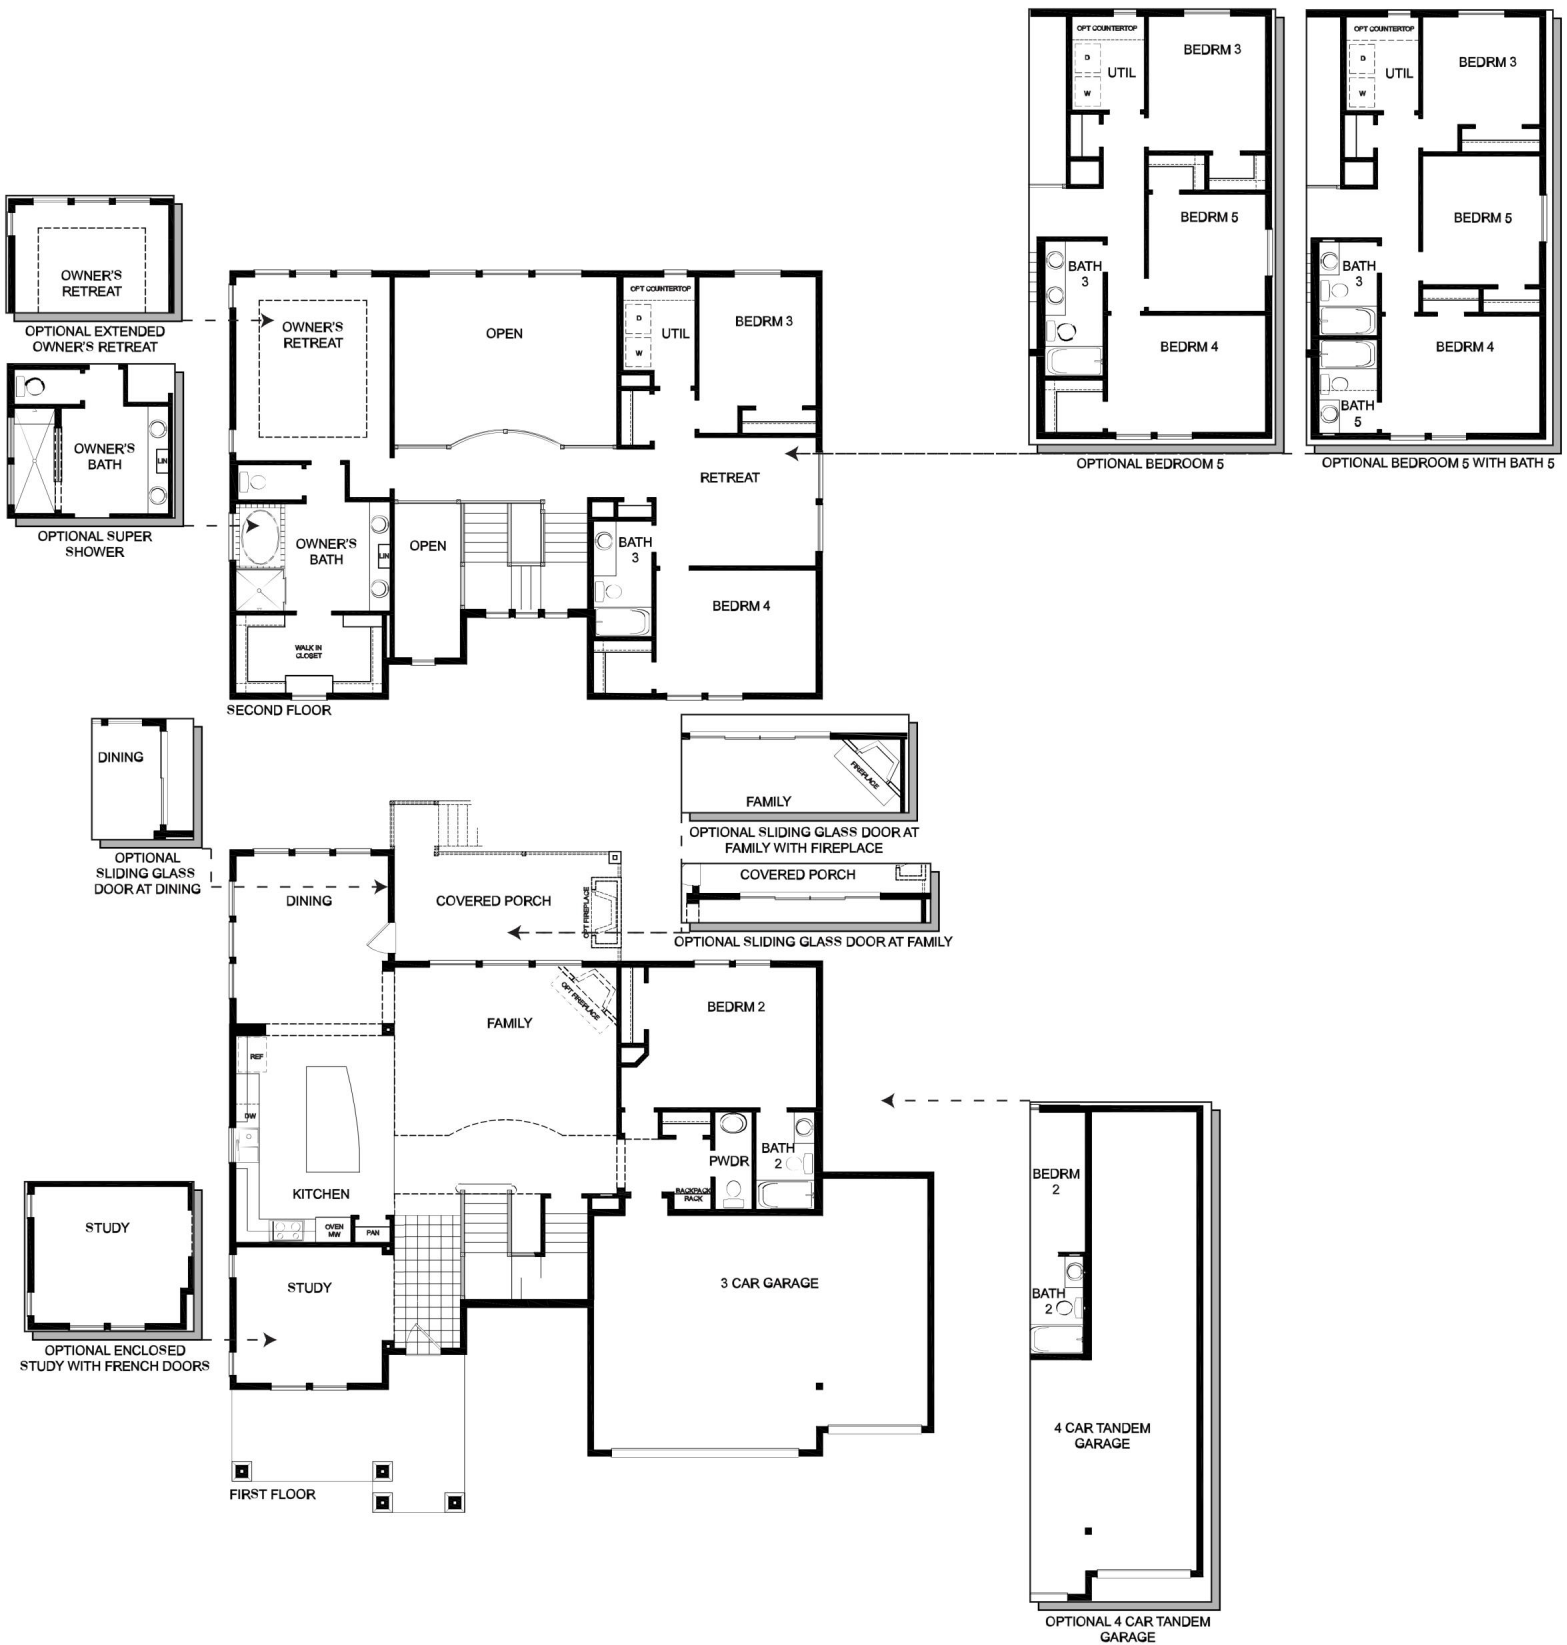 OPT COUNTERTOP
D
W
UTIL
BEDRM 3
BEDRM 5
BATH
3
BEDRM 4
OPTIONAL BEDROOM 5
OPT COUNTERTOP
D
W
UTIL
BEDRM 3
BEDRM 5
BATH
3
BEDRM 4
BATH
5
OPTIONAL BEDROOM 5 WITH BATH 5
OWNER'S
RETREAT
OPTIONAL EXTENDED
OWNER'S RETREAT
OWNER'S
BATH
LIN
OPTIONAL SUPER
SHOWER
OWNER'S
RETREAT
OPEN
OPT COUNTERTOP
D
W
UTIL
BEDRM 3
RETREAT
OWNER'S
BATH
LIN
OPEN
BATH
3
BEDRM 4
WALK IN
CLOSET
SECOND FLOOR
DINING
OPTIONAL
SLIDING GLASS
DOOR AT DINING
FIREPLACE
FAMILY
OPTIONAL SLIDING GLASS DOOR AT
FAMILY WITH FIREPLACE
COVERED PORCH
OPTIONAL SLIDING GLASS DOOR AT FAMILY
DINING
COVERED PORCH
OPT FIREPLACE
OPT FIREPLACE
FAMILY
BEDRM 2
REF
DW
KITCHEN
OVEN
MW
PAN
PWDR
BATH
2
BACKPACK
RACK
STUDY
3 CAR GARAGE
FIRST FLOOR
STUDY
OPTIONAL ENCLOSED
STUDY WITH FRENCH DOORS
BEDRM
2
BATH
2
4 CAR TANDEM
GARAGE
OPTIONAL 4 CAR TANDEM
GARAGE